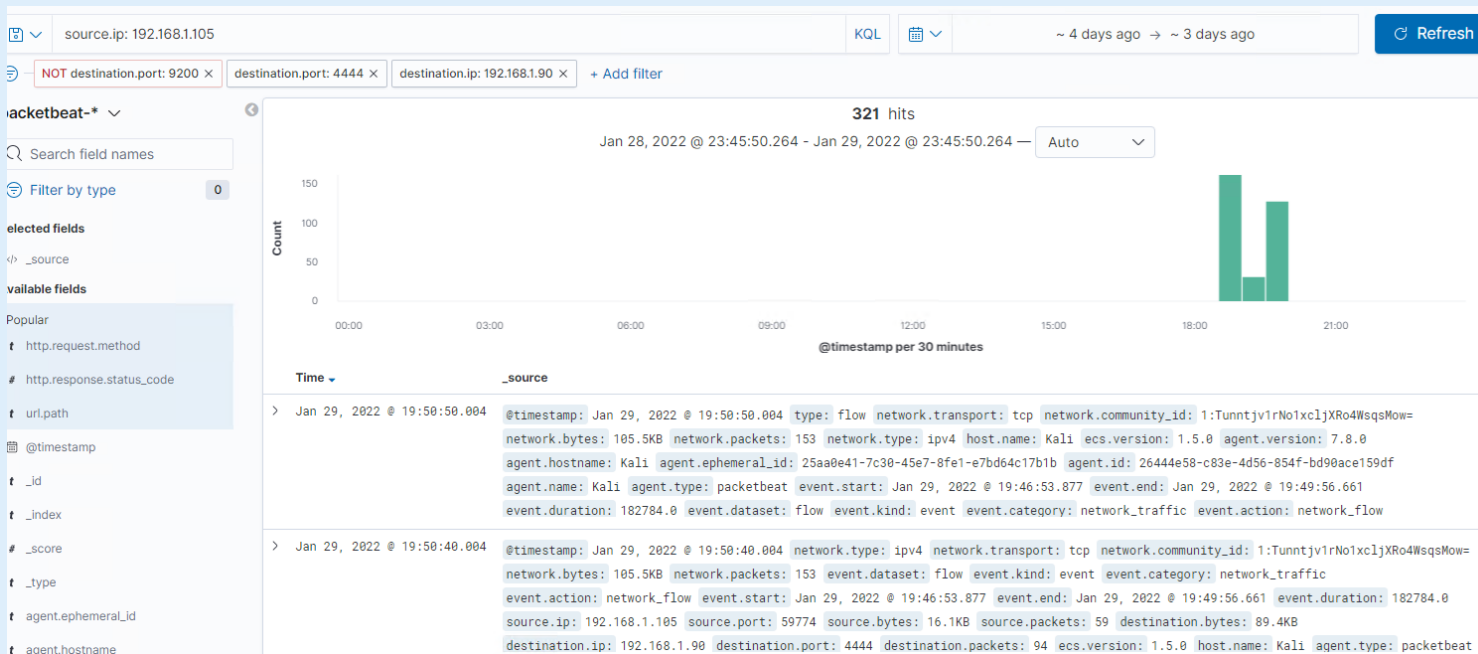 source.ip: 192.168.1.105 KQL ~ 4 days ago → ~ 3 days ago Refresh
NOT destination.port: 9200 × destination.port: 4444 × destination.ip: 192.168.1.90 × + Add filter
acketbeat-*
Search field names
Filter by type 0
elected fields
</> _source
vailable fields
Popular
t http.request.method
# http.response.status_code
t url.path
@timestamp
t _id
t _index
# _score
t _type
t agent.ephemeral_id
t agent.hostname
321 hits
Jan 28, 2022 @ 23:45:50.264 - Jan 29, 2022 @ 23:45:50.264 — Auto
Count
150
100
50
0
00:00 03:00 06:00 09:00 12:00 15:00 18:00 21:00
@timestamp per 30 minutes
Time _source
Jan 29, 2022 @ 19:50:50.004 @timestamp: Jan 29, 2022 @ 19:50:50.004 type: flow network.transport: tcp network.community_id: 1:Tunntjv1rNo1xcljXRo4WsqsMow=
network.bytes: 105.5KB network.packets: 153 network.type: ipv4 host.name: Kali ecs.version: 1.5.0 agent.version: 7.8.0
agent.hostname: Kali agent.ephemeral_id: 25aa0e41-7c30-45e7-8fe1-e7bd64c17b1b agent.id: 26444e58-c83e-4d56-854f-bd90ace159df
agent.name: Kali agent.type: packetbeat event.start: Jan 29, 2022 @ 19:46:53.877 event.end: Jan 29, 2022 @ 19:49:56.661
event.duration: 182784.0 event.dataset: flow event.kind: event event.category: network_traffic event.action: network_flow
Jan 29, 2022 @ 19:50:40.004 @timestamp: Jan 29, 2022 @ 19:50:40.004 network.type: ipv4 network.transport: tcp network.community_id: 1:Tunntjv1rNo1xcljXRo4WsqsMow=
network.bytes: 105.5KB network.packets: 153 event.dataset: flow event.kind: event event.category: network_traffic
event.action: network_flow event.start: Jan 29, 2022 @ 19:46:53.877 event.end: Jan 29, 2022 @ 19:49:56.661 event.duration: 182784.0
source.ip: 192.168.1.105 source.port: 59774 source.bytes: 16.1KB source.packets: 59 destination.bytes: 89.4KB
destination.ip: 192.168.1.90 destination.port: 4444 destination.packets: 94 ecs.version: 1.5.0 host.name: Kali agent.type: packetbeat